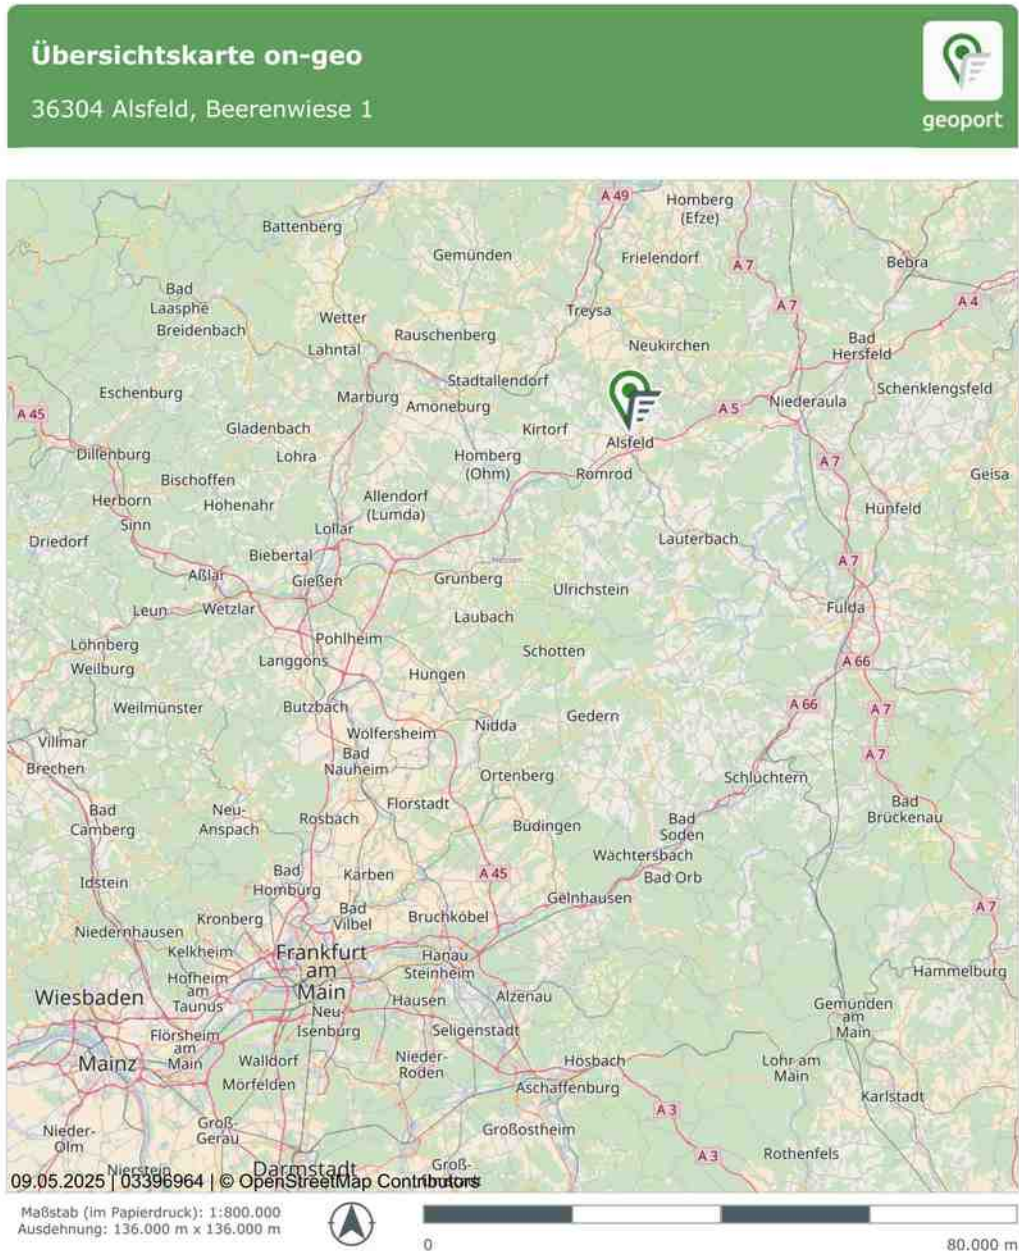 Übersichtskarte on-geo
36304 Alsfeld, Beerenwiese 1
geoport
A 49
Homberg
(Efze)
Battenberg
Gemünden
Frielendorf
A 7
Bebra
Bad
Laasphe
A 4
A 7
Treysa
Wetter
Breidenbach
Rauschenberg
Lahntal
Neukirchen
Bad
Hersfeld
Stadtallendorf
Eschenburg
Marburg
Schenklengsfeld
Amöneburg
A 5
Niederaula
A 45
Gladenbach
Kirtorf
Alsfeld
Dillenburg
Lohra
Homberg
(Ohm)
A 7
Romrod
Geisa
Bischoffen
Herborn
Hohenahr
Allendorf
(Lumda)
Hünfeld
Sinn
Lollar
Driedorf
Lauterbach
Biebertal
A 7
Hessen
Aßlar
Gießen
Grünberg
Ulrichstein
Leun
Wetzlar
Fulda
Laubach
Löhnberg
Pohlheim
Schotten
Langgöns
A 66
Weilburg
Hungen
Weilmünster
Butzbach
A 66
A 7
Gedern
Nidda
Wölfersheim
Villmar
Bad
Nauheim
A 7
Brechen
Ortenberg
Schlüchtern
Bad
Camberg
Neu-
Anspach
Florstadt
Rosbach
Büdingen
Bad
Soden
Bad
Brückenau
Wächtersbach
Idstein
Bad
Homburg
Karben
A 45
Bad Orb
Gelnhausen
A 7
Kronberg
Bad
Vilbel
Bruchköbel
Niedernhausen
Kelkheim
Frankfurt
am
Main
Hanau
Steinheim
Hammelburg
Hofheim
am
Taunus
Wiesbaden
Hausen
Alzenau
Gemünden
am
Main
Neu-
Isenburg
Seligenstadt
Flörsheim
am
Main
Mainz
Walldorf
Nieder-
Roden
Hösbach
Lohr am
Main
Mörfelden
Aschaffenburg
Karlstadt
A 3
Groß-
Gerau
Nieder-
Olm
Großostheim
A 3
Rothenfels
Nierstein
Darmstadt
Groß-
09.05.2025 | 03396964 | © OpenStreetMap Contributors
Maßstab (im Papierdruck): 1:800.000
Ausdehnung: 136.000 m x 136.000 m
0
80.000 m